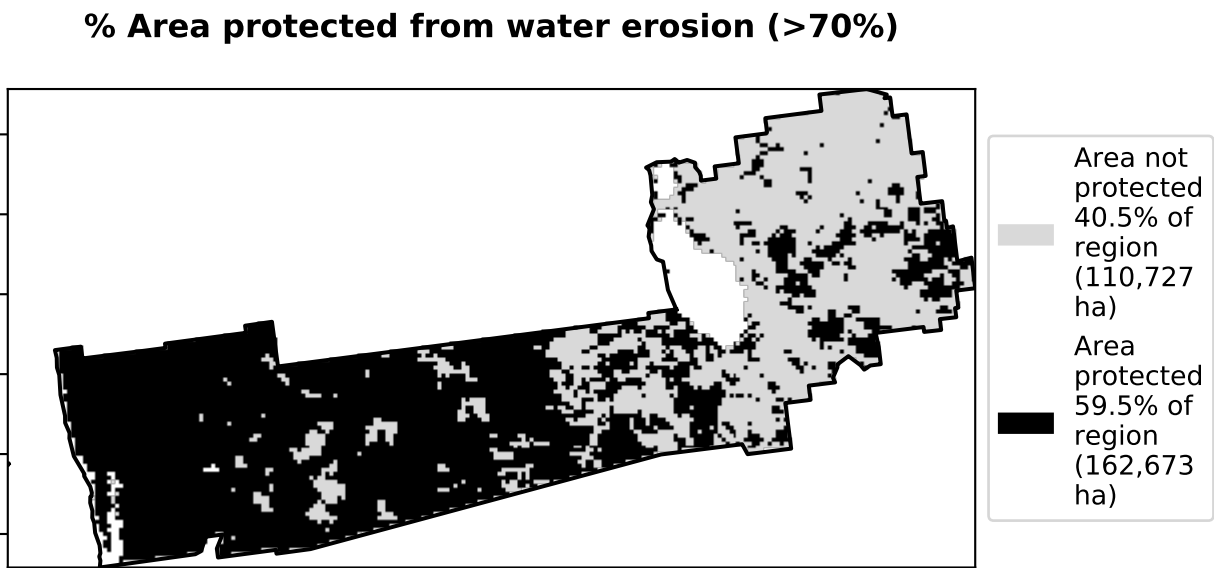 % Area protected from water erosion (>70%)
Area not
protected
40.5% of
region
(110,727
ha)
Area
protected
59.5% of
region
(162,673
ha)